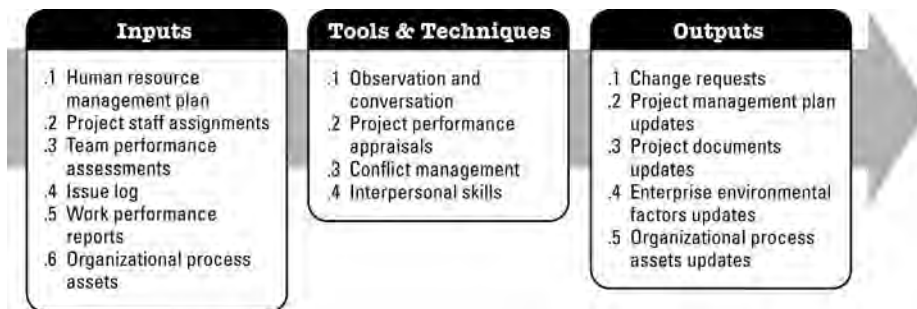 Inputs
.1 Human resource
management plan
.2 Project staff assignments
.3 Team performance
assessments
.4 Issue log
.5 Work performance
reports
.6 Organizational process
assets
Tools & Techniques
.1 Observation and
conversation
.2 Project performance
appraisals
.3 Conflict management
.4 Interpersonal skills
Outputs
.1 Change requests
.2 Project management plan
updates
.3 Project documents
updates
.4 Enterprise environmental
factors updates
.5 Organizational process
assets updates